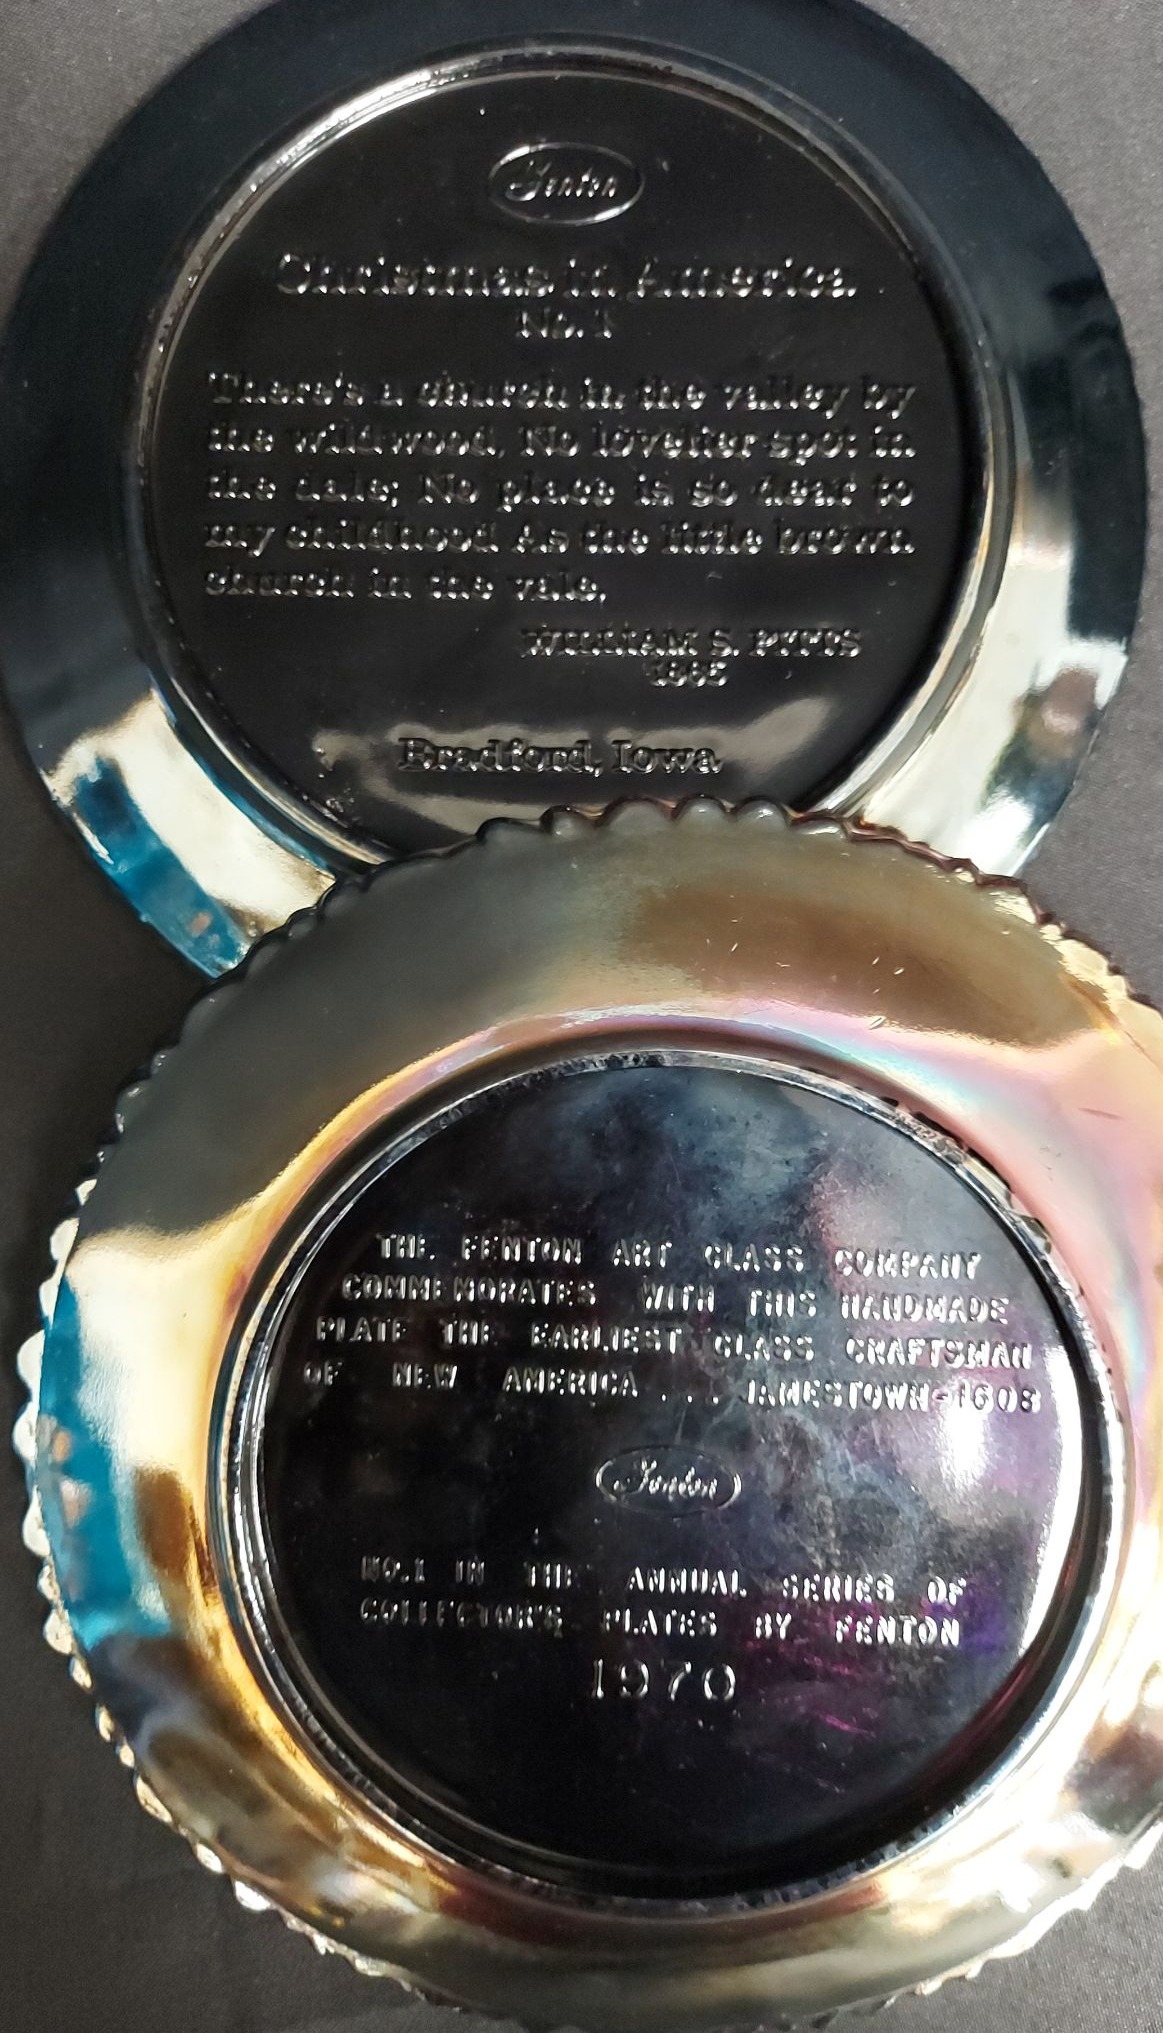 Fenton
Christmas in America
No. 1
There's a church in the valley by
the wildwood, No lovelier spot in
the dale; No place is so dear to
my childhood As the little brown
church in the vale.
WILLIAM S. PITTS
1865
Bradford, Iowa
THE FENTON ART GLASS COMPANY
COMMEMORATES WITH THIS HANDMADE
PLATE THE EARLIEST GLASS CRAFTSMAN
OF NEW AMERICA ... JAMESTOWN-1608
Fenton
NO.1 IN THE ANNUAL SERIES OF
COLLECTOR'S PLATES BY FENTON
1970